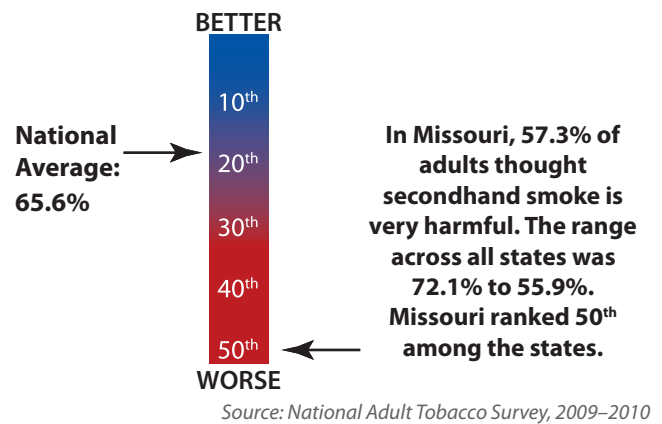 BETTER
10th
National
Average:
65.6%
20th
30th
40th
50th
WORSE
In Missouri, 57.3% of
adults thought
secondhand smoke is
very harmful. The range
across all states was
72.1% to 55.9%.
Missouri ranked 50th
among the states.
Source: National Adult Tobacco Survey, 2009–2010